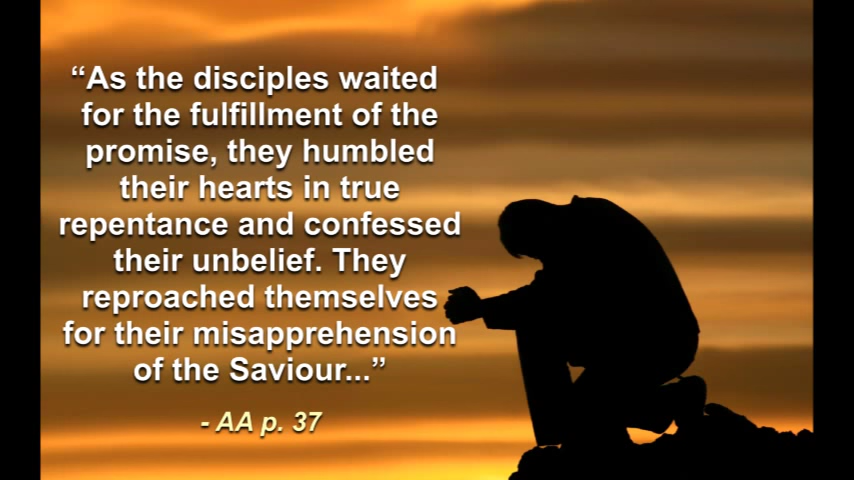 “As the disciples waited
for the fulfillment of the
promise, they humbled
their hearts in true
repentance and confessed
their unbelief. They
reproached themselves
for their misapprehension
of the Saviour...”
- AA p. 37